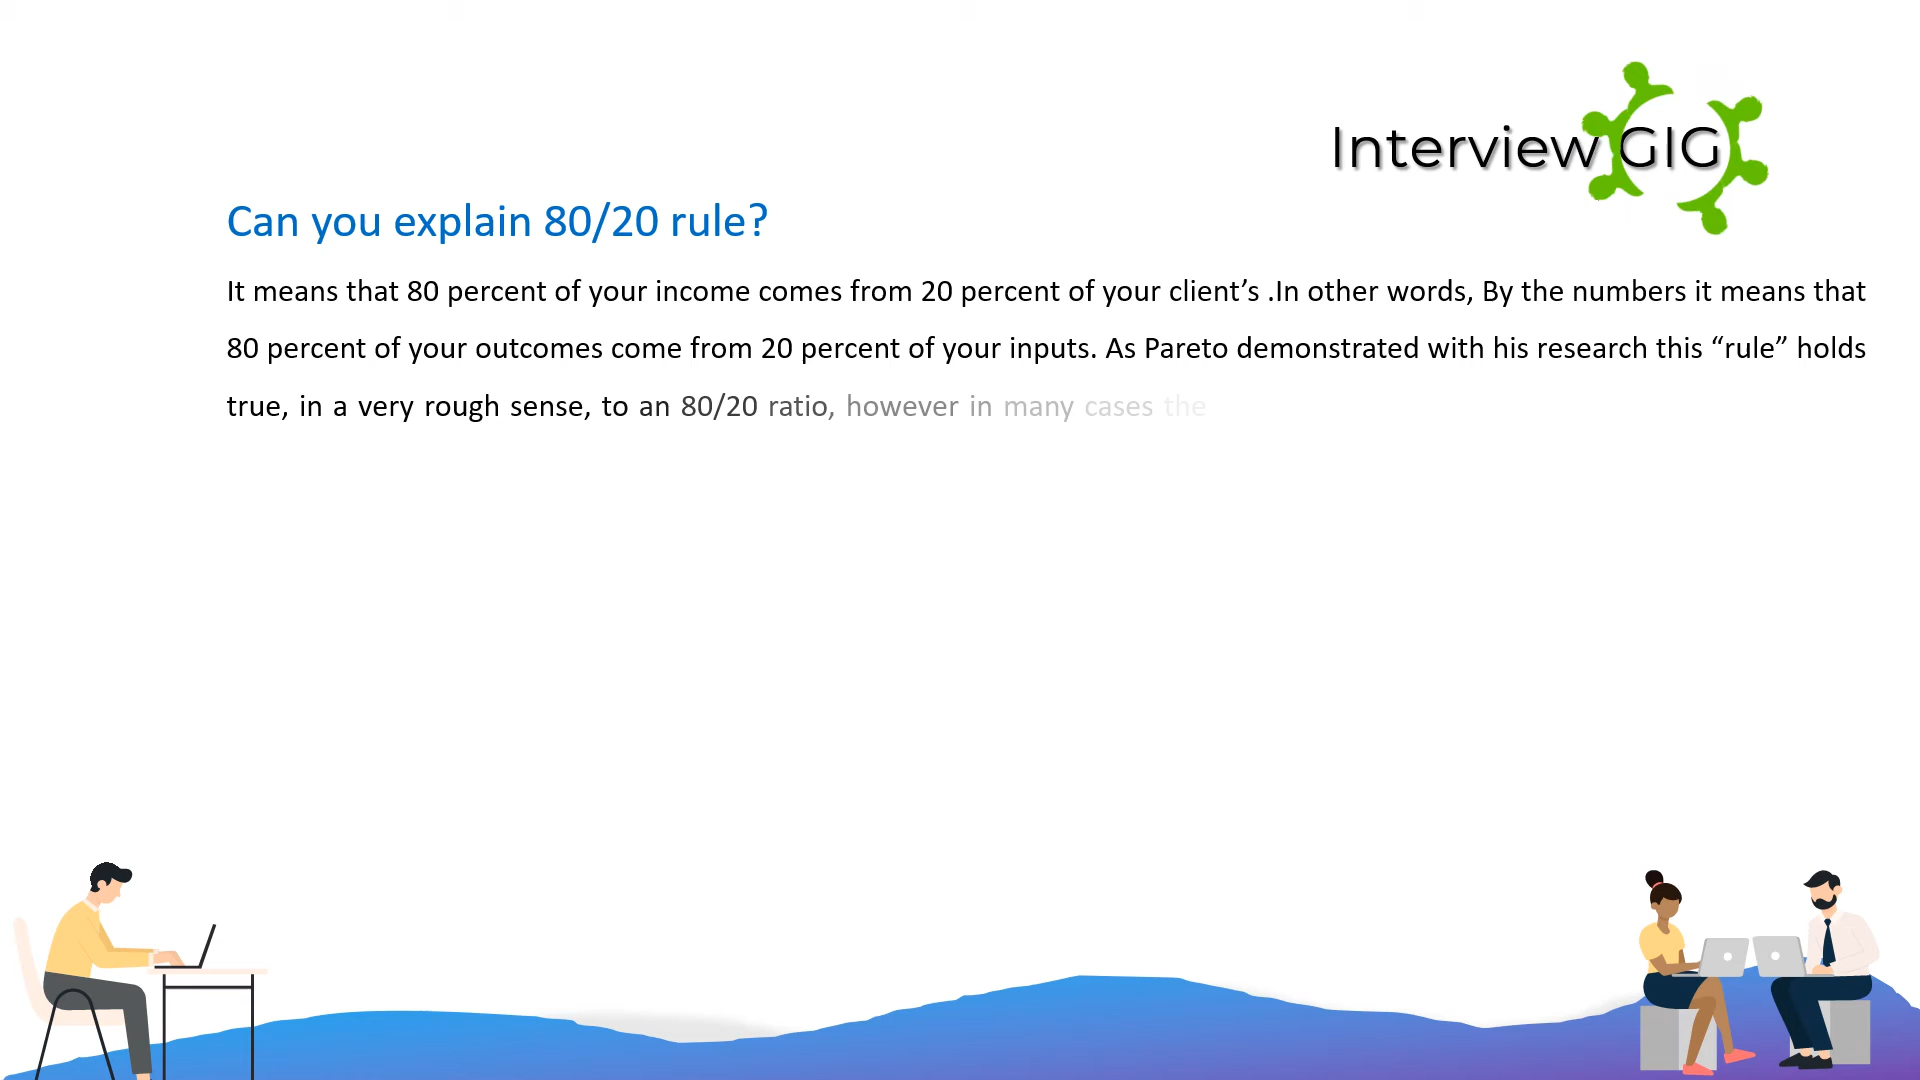 Interview GIG
Can you explain 80/20 rule?
It means that 80 percent of your income comes from 20 percent of your client’s .In other words, By the numbers it means that
80 percent of your outcomes come from 20 percent of your inputs. As Pareto demonstrated with his research this “rule” holds
true, in a very rough sense, to an 80/20 ratio, however in many cases the